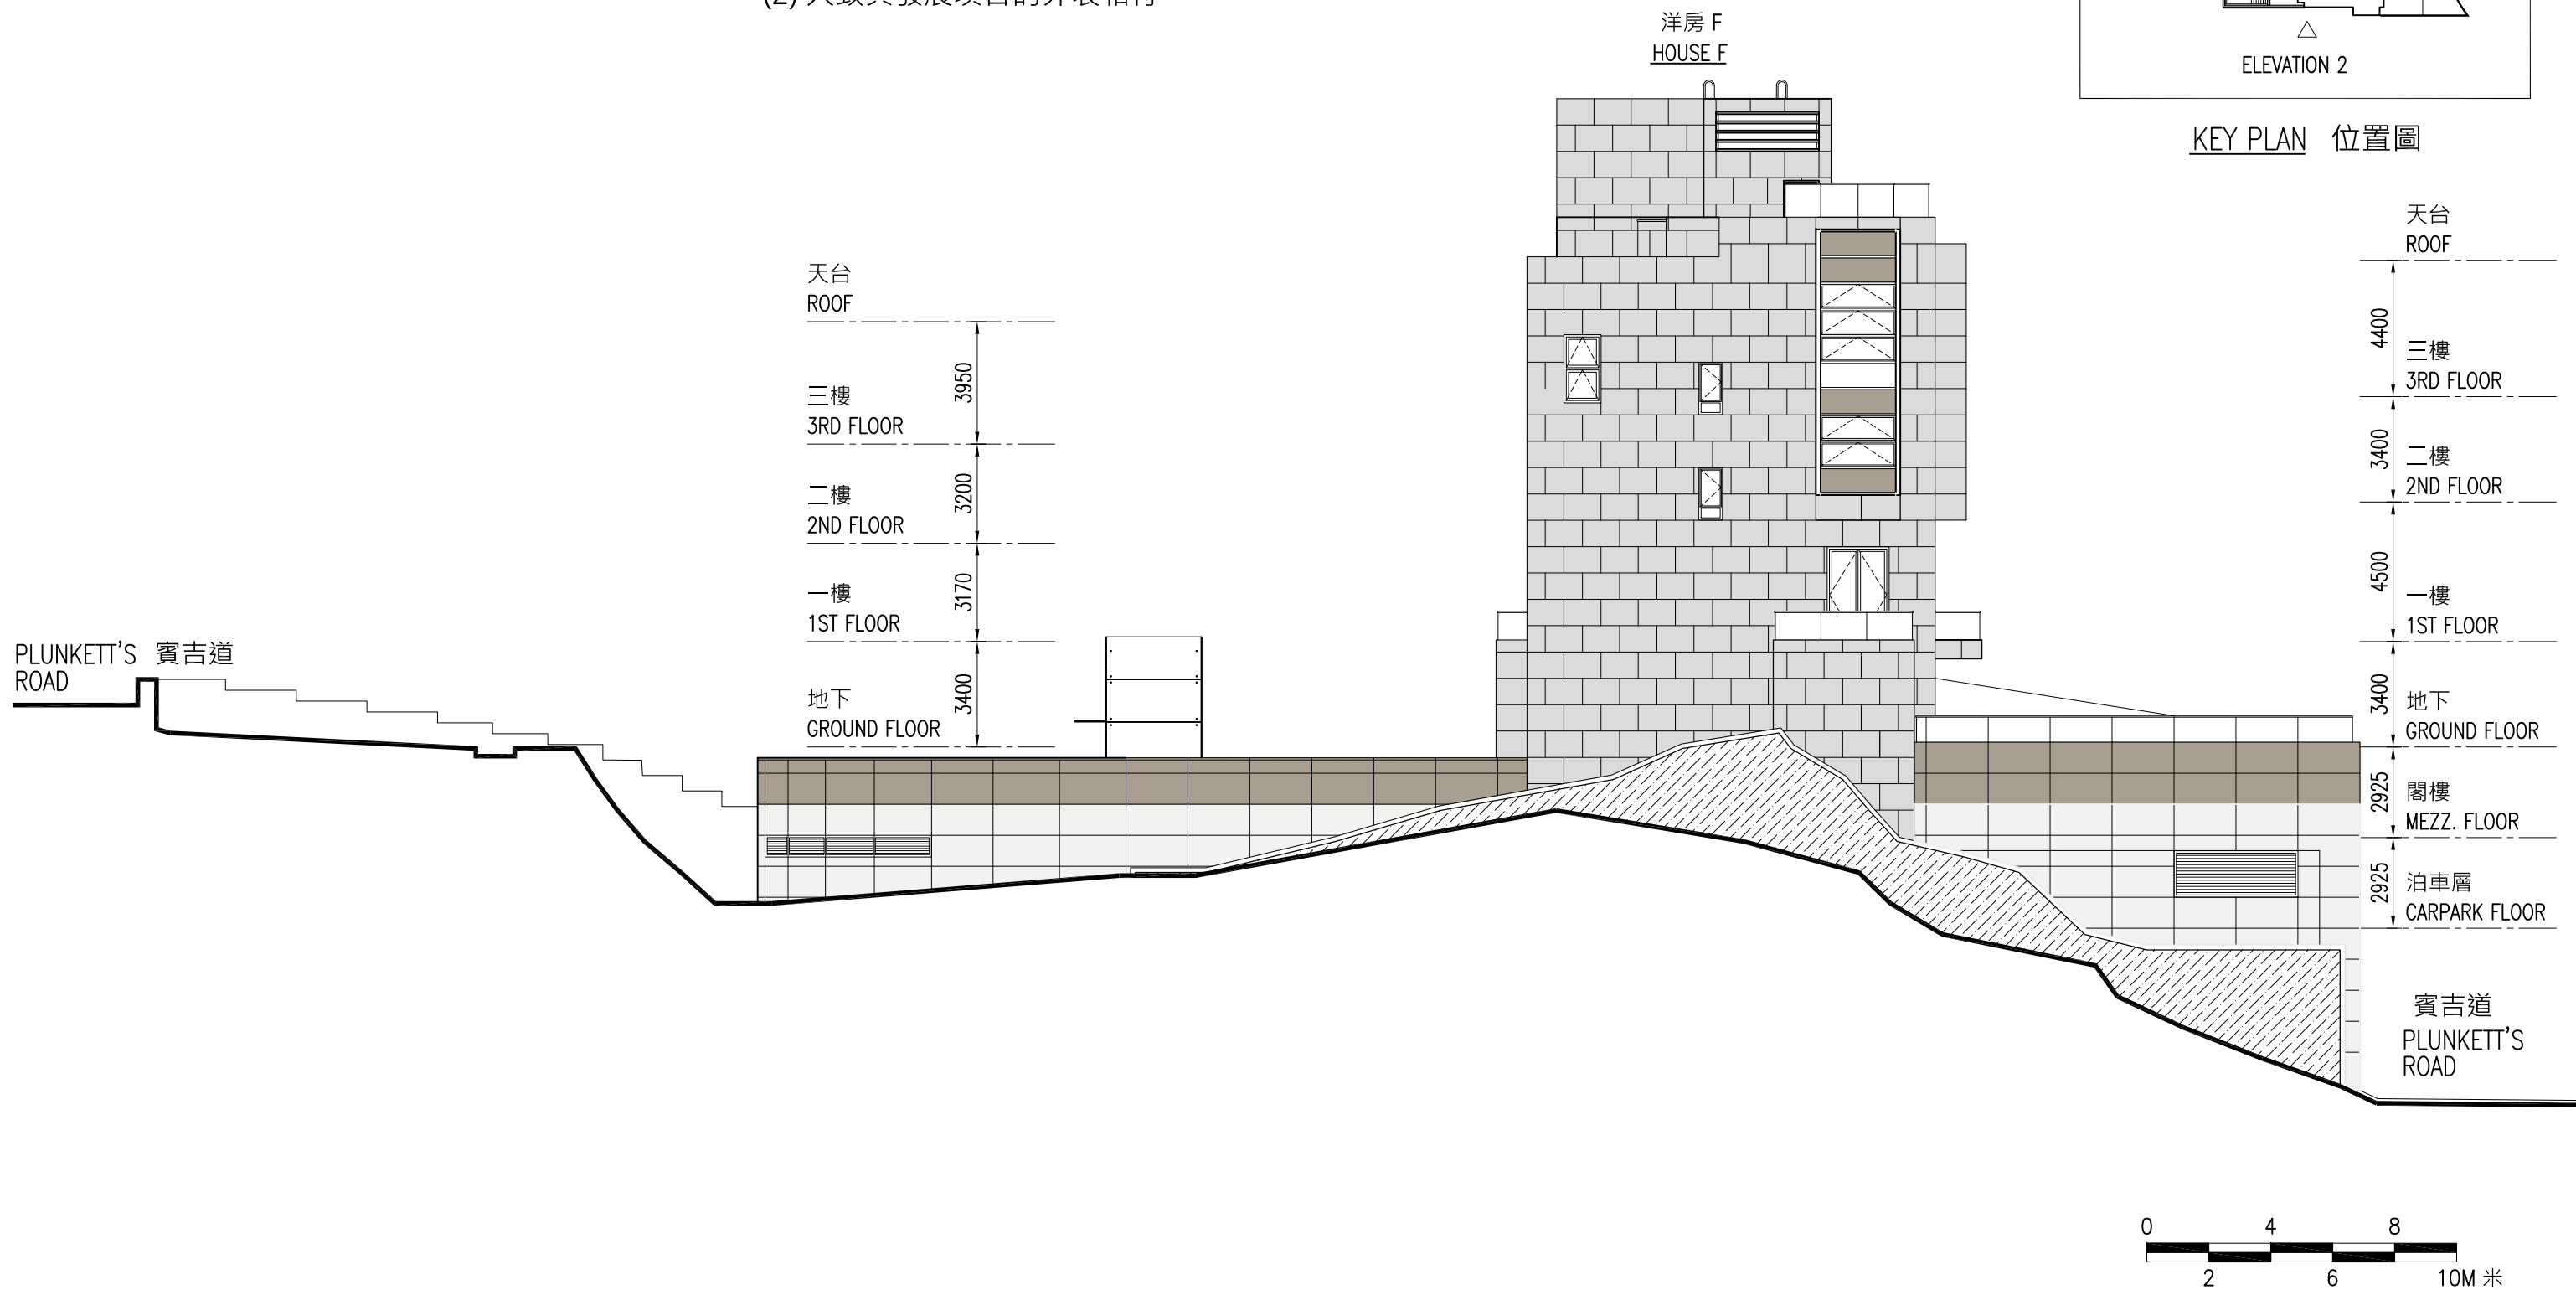 洋房 F
HOUSE F
ELEVATION 2
KEY PLAN 位置圖
天台
ROOF
3950
三樓
3RD FLOOR
3200
二樓
2ND FLOOR
3170
一樓
1ST FLOOR
3400
地下
GROUND FLOOR
PLUNKETT'S 賓吉道
ROAD
天台
ROOF
4400
三樓
3RD FLOOR
3400
二樓
2ND FLOOR
4500
一樓
1ST FLOOR
3400
地下
GROUND FLOOR
2925
閣樓
MEZZ. FLOOR
2925
泊車層
CARPARK FLOOR
賓吉道
PLUNKETT'S
ROAD
0 4 8
2 6 10M 米